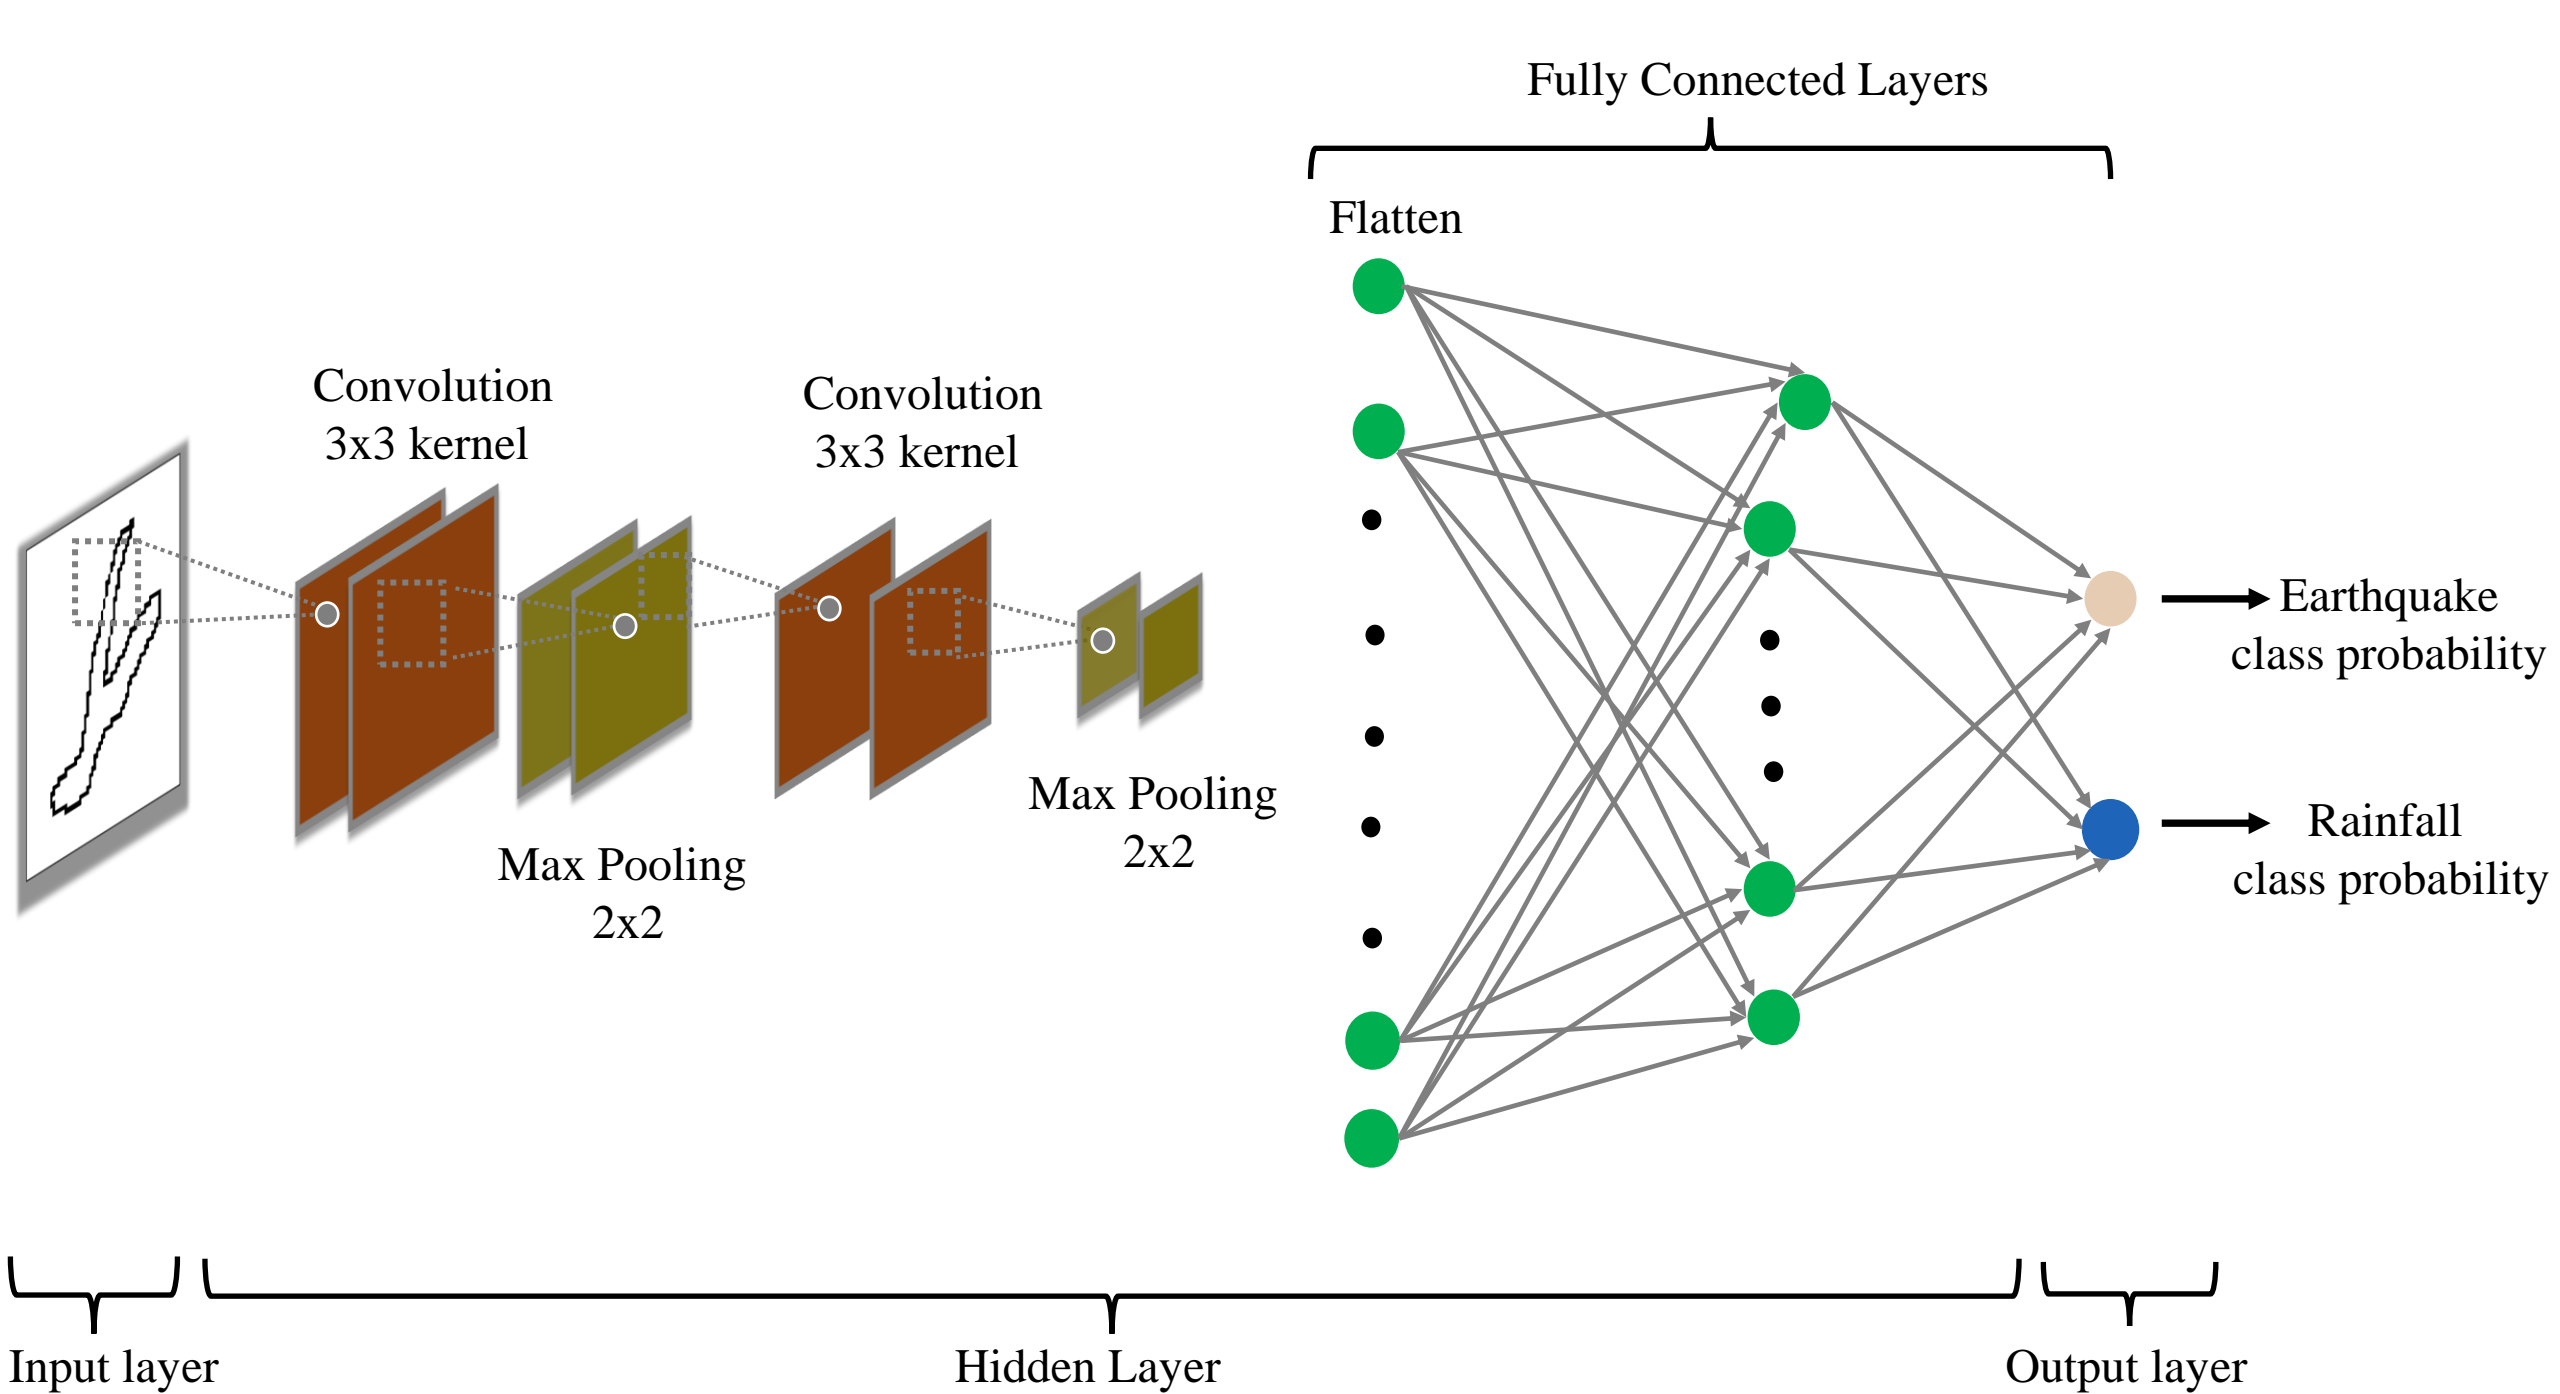 Fully Connected Layers
Flatten
Convolution
3x3 kernel
Convolution
3x3 kernel
Max Pooling
2x2
Max Pooling
2x2
Earthquake
class probability
Rainfall
class probability
Input layer
Hidden Layer
Output layer